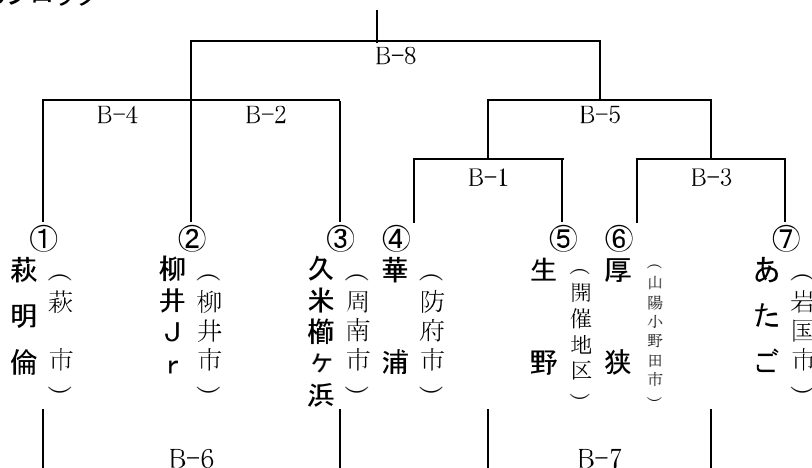 ブロック
B-8
B-4
B-2
B-5
B-1
B-3
①
②
③
④
⑤
⑥
⑦
萩明倫
（萩市）
柳井Jr
（柳井市）
久米櫛ヶ浜
（周南市）
華浦
（防府市）
生野
（開催地区）
厚狭
（山陽小野田市）
あたご
（岩国市）
B-6
B-7